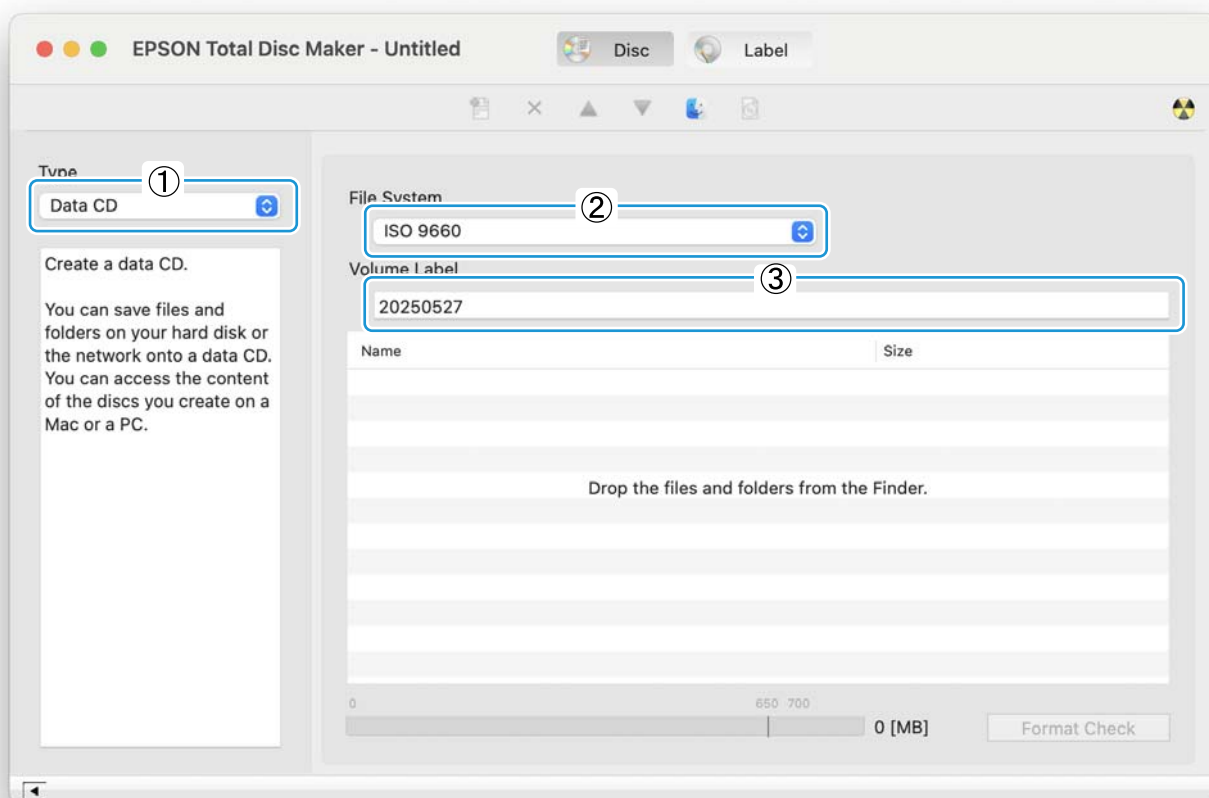 EPSON Total Disc Maker - Untitled
Disc
Label
Type
①
Data CD
Create a data CD.
You can save files and
folders on your hard disk or
the network onto a data CD.
You can access the content
of the discs you create on a
Mac or a PC.
File System
②
ISO 9660
Volume Label
③
20250527
Name
Size
Drop the files and folders from the Finder.
0
650 700
0 [MB]
Format Check